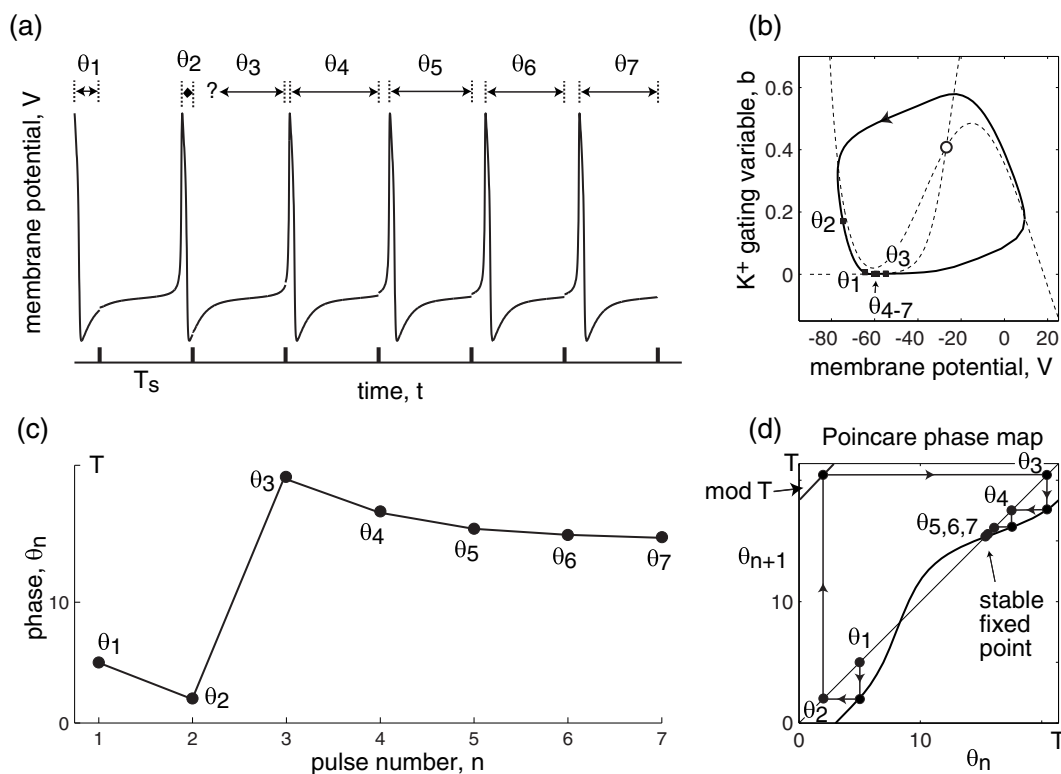 (a)
θ1 θ2 ? θ3 θ4 θ5 θ6 θ7
membrane potential, V
Ts
time, t
(b)
K+ gating variable, b
0.6
0.4
0.2
0
θ2
θ3
θ1
θ4-7
-80 -60 -40 -20 0 20
membrane potential, V
(c)
phase, θn
T
10
0
θ1
θ2
θ3
θ4
θ5
θ6
θ7
1 2 3 4 5 6 7
pulse number, n
(d)
Poincare phase map
T
mod T
θn+1
10
0
θ3
θ4
θ5,6,7
stable
fixed
point
θ1
θ2
0 10 T
θn